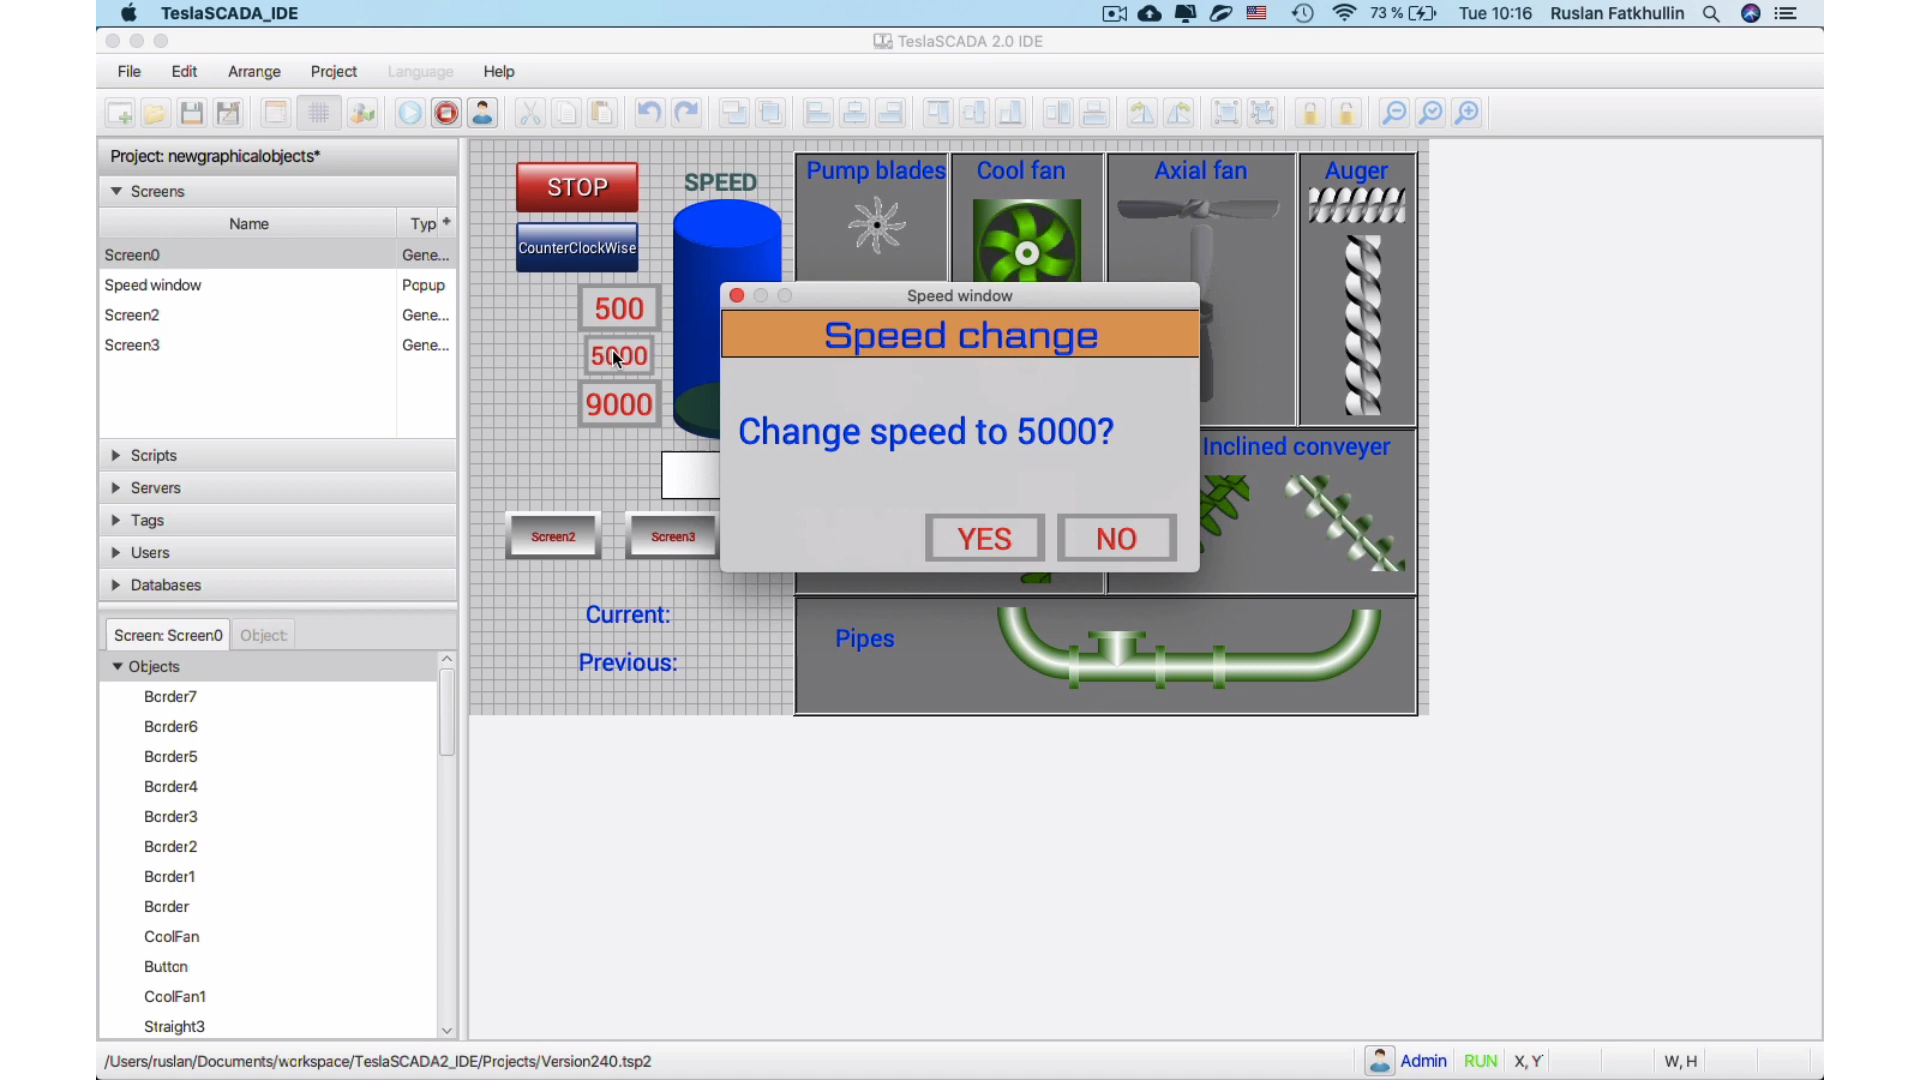 TeslaSCADA_IDE
73 %
Tue 10:16
Ruslan Fatkhullin
TeslaSCADA 2.0 IDE
File
Edit
Arrange
Project
Language
Help
Project: newgraphicalobjects*
Screens
Name
Typ
Screen0
Gene...
Speed window
Popup
Screen2
Gene...
Screen3
Gene...
Scripts
Servers
Tags
Users
Databases
Screen: Screen0
Object:
Objects
Border7
Border6
Border5
Border4
Border3
Border2
Border1
Border
CoolFan
Button
CoolFan1
Straight3
STOP
SPEED
CounterClockWise
500
5000
9000
Screen2
Screen3
Current:
Previous:
Pump blades
Cool fan
Axial fan
Auger
Inclined conveyer
Pipes
Speed window
Speed change
Change speed to 5000?
YES
NO
/Users/ruslan/Documents/workspace/TeslaSCADA2_IDE/Projects/Version240.tsp2
Admin
RUN
X, Y
W, H